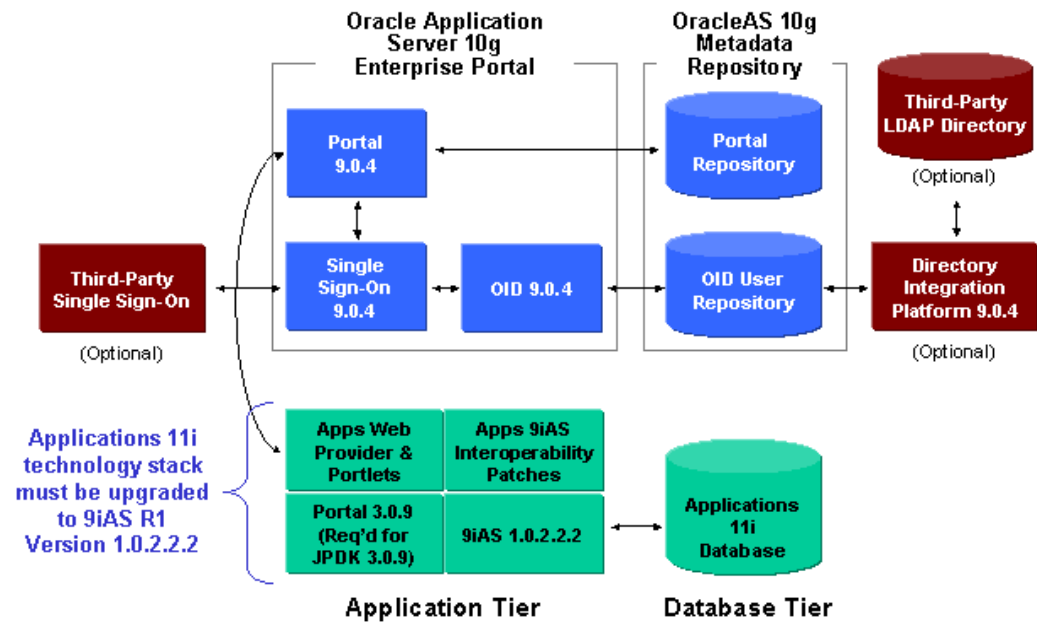 Oracle Application
Server 10g
Enterprise Portal
OracleAS 10g
Metadata
Repository
Third-Party
LDAP Directory
(Optional)
Portal
9.0.4
Portal
Repository
Third-Party
Single Sign-On
(Optional)
Single
Sign-On
9.0.4
OID 9.0.4
OID User
Repository
Directory
Integration
Platform 9.0.4
(Optional)
Applications 11i
technology stack
must be upgraded
to 9iAS R1
Version 1.0.2.2.2
Apps Web
Provider &
Portlets
Apps 9iAS
Interoperability
Patches
Portal 3.0.9
(Req'd for
JPDK 3.0.9)
9iAS 1.0.2.2.2
Applications
11i
Database
Application Tier
Database Tier